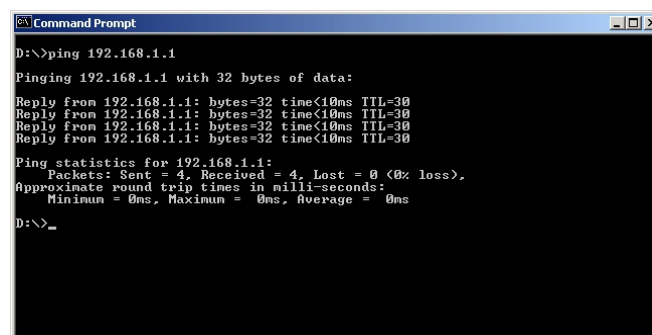 Command Prompt
D:\>ping 192.168.1.1
Pinging 192.168.1.1 with 32 bytes of data:
Reply from 192.168.1.1: bytes=32 time<10ms TTL=30
Reply from 192.168.1.1: bytes=32 time<10ms TTL=30
Reply from 192.168.1.1: bytes=32 time<10ms TTL=30
Reply from 192.168.1.1: bytes=32 time<10ms TTL=30
Ping statistics for 192.168.1.1:
Packets: Sent = 4, Received = 4, Lost = 0 (0% loss),
Approximate round trip times in milli-seconds:
Minimum = 0ms, Maximum =  0ms, Average =  0ms
D:\>_